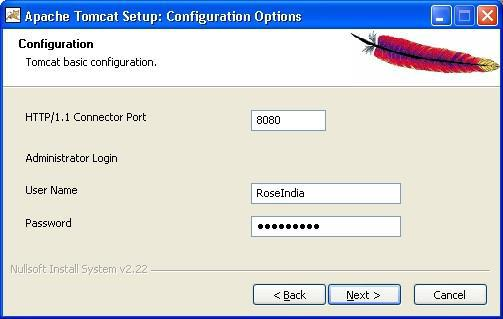 Apache Tomcat Setup: Configuration Options
Configuration
Tomcat basic configuration.
HTTP/1.1 Connector Port 8080
Administrator Login
User Name RoseIndia
Password ●●●●●●●●●
Nullsoft Install System v2.22
< Back Next > Cancel